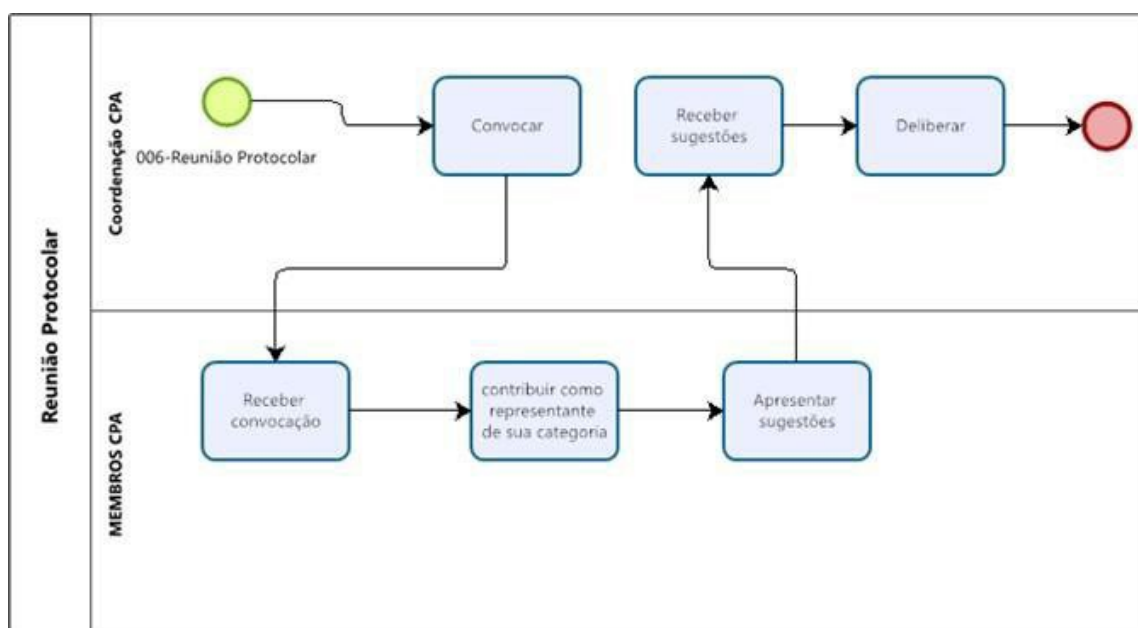 Reunião Protocolar
Coordenação CPA
006-Reunião Protocolar
Convocar
Receber
sugestões
Deliberar
MEMBROS CPA
Receber
convocação
contribuir como
representante
de sua categoria
Apresentar
sugestões